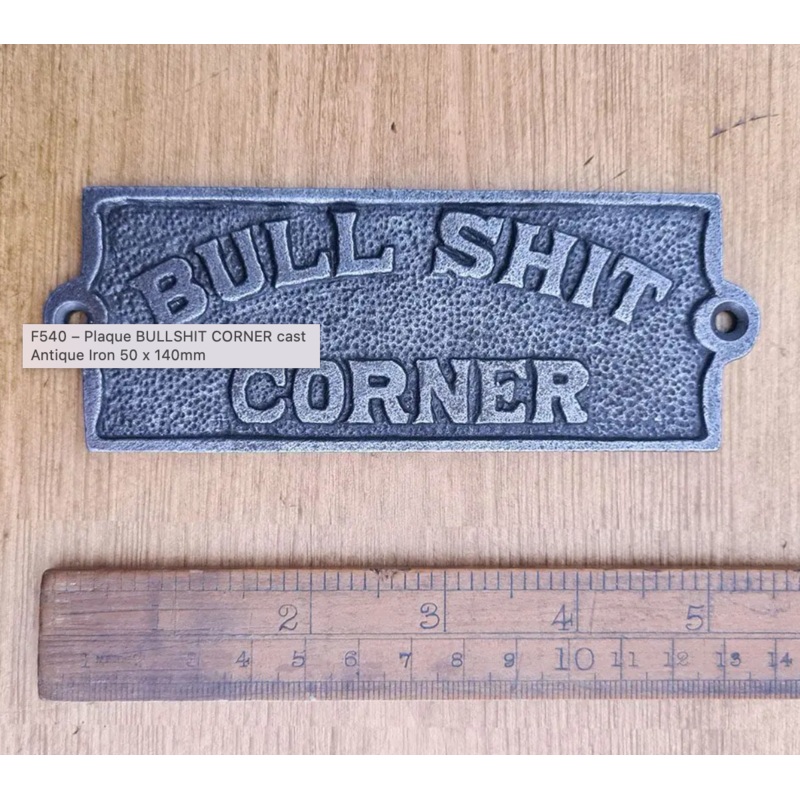 BULL SHIT
F540 – Plaque BULLSHIT CORNER cast
Antique Iron 50 x 140mm
CORNER
2 3 4 5
4 5 6 7 8 9 10 11 12 13 14